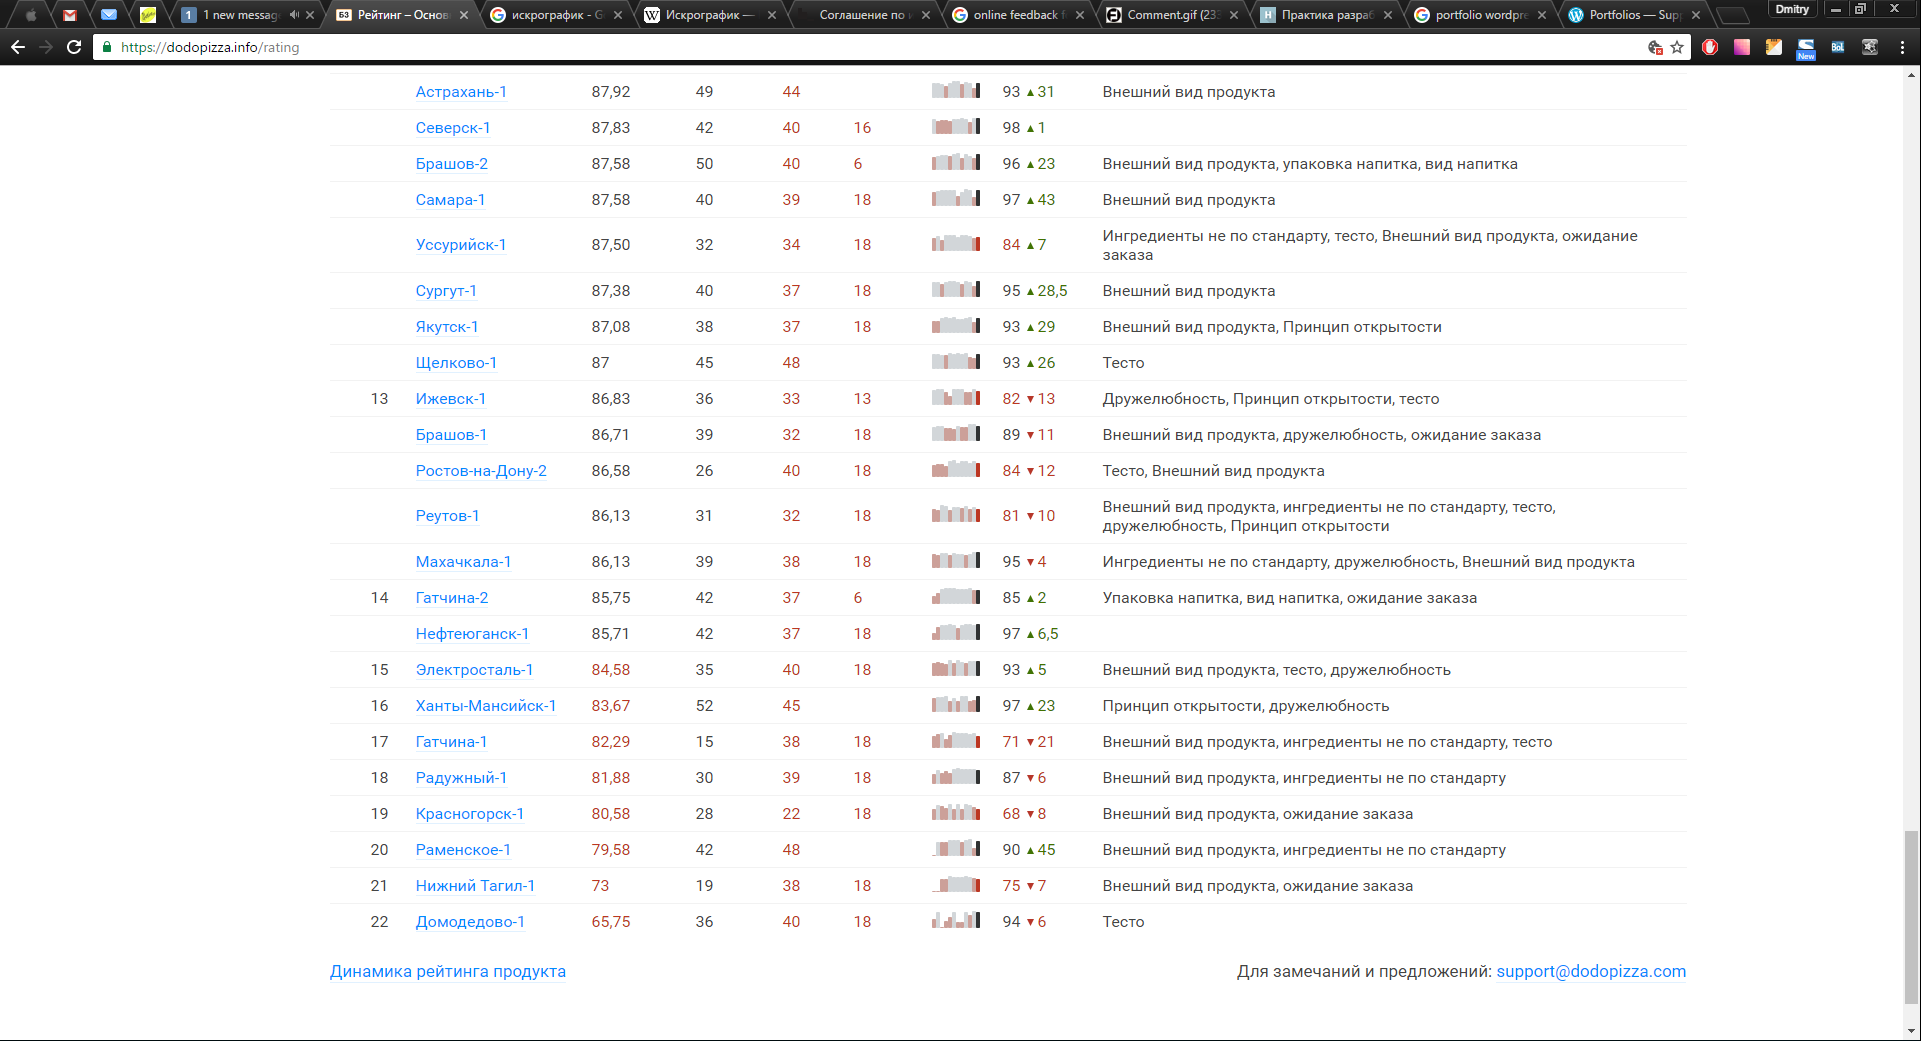 1 new messag
Рейтинг – Осно
искрографик - G
Искрографик —
Соглашение по
online feedback f
Comment.gif (23
Практика разраб
portfolio wordpre
Portfolios — Sup
Dmitry
https://dodopizza.info/rating
New
Астрахань-1 87,92 49 44 93 ▲31 Внешний вид продукта
Северск-1 87,83 42 40 16 98 ▲1
Брашов-2 87,58 50 40 6 96 ▲23 Внешний вид продукта, упаковка напитка, вид напитка
Самара-1 87,58 40 39 18 97 ▲43 Внешний вид продукта
Уссурийск-1 87,50 32 34 18 84 ▲7 Ингредиенты не по стандарту, тесто, Внешний вид продукта, ожидание
заказа
Сургут-1 87,38 40 37 18 95 ▲28,5 Внешний вид продукта
Якутск-1 87,08 38 37 18 93 ▲29 Внешний вид продукта, Принцип открытости
Щелково-1 87 45 48 93 ▲26 Тесто
13 Ижевск-1 86,83 36 33 13 82 ▼13 Дружелюбность, Принцип открытости, тесто
Брашов-1 86,71 39 32 18 89 ▼11 Внешний вид продукта, дружелюбность, ожидание заказа
Ростов-на-Дону-2 86,58 26 40 18 84 ▼12 Тесто, Внешний вид продукта
Реутов-1 86,13 31 32 18 81 ▼10 Внешний вид продукта, ингредиенты не по стандарту, тесто,
дружелюбность, Принцип открытости
Махачкала-1 86,13 39 38 18 95 ▼4 Ингредиенты не по стандарту, дружелюбность, Внешний вид продукта
14 Гатчина-2 85,75 42 37 6 85 ▲2 Упаковка напитка, вид напитка, ожидание заказа
Нефтеюганск-1 85,71 42 37 18 97 ▲6,5
15 Электросталь-1 84,58 35 40 18 93 ▲5 Внешний вид продукта, тесто, дружелюбность
16 Ханты-Мансийск-1 83,67 52 45 97 ▲23 Принцип открытости, дружелюбность
17 Гатчина-1 82,29 15 38 18 71 ▼21 Внешний вид продукта, ингредиенты не по стандарту, тесто
18 Радужный-1 81,88 30 39 18 87 ▼6 Внешний вид продукта, ингредиенты не по стандарту
19 Красногорск-1 80,58 28 22 18 68 ▼8 Внешний вид продукта, ожидание заказа
20 Раменское-1 79,58 42 48 90 ▲45 Внешний вид продукта, ингредиенты не по стандарту
21 Нижний Тагил-1 73 19 38 18 75 ▼7 Внешний вид продукта, ожидание заказа
22 Домодедово-1 65,75 36 40 18 94 ▼6 Тесто
Динамика рейтинга продукта
Для замечаний и предложений: support@dodopizza.com